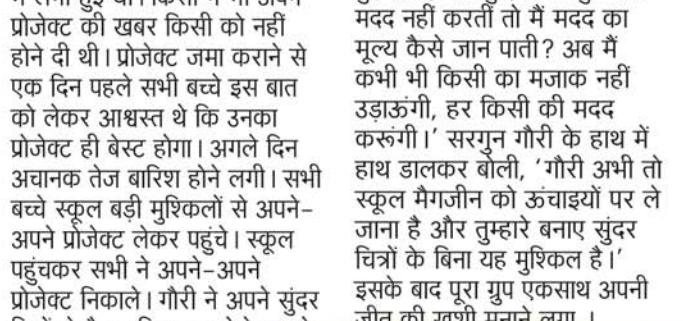 प्रोजेक्ट की खबर किसी को नहीं
होने दी थी। प्रोजेक्ट जमा कराने से
एक दिन पहले सभी बच्चे इस बात
को लेकर आश्वस्त थे कि उनका
प्रोजेक्ट ही बेस्ट होगा। अगले दिन
अचानक तेज बारिश होने लगी। सभी
बच्चे स्कूल बड़ी मुश्किलों से अपने-
अपने प्रोजेक्ट लेकर पहुंचे। स्कूल
पहुंचकर सभी ने अपने-अपने
प्रोजेक्ट निकाले। गौरी ने अपने सुंदर
मदद नहीं करतीं तो मैं मदद का
मूल्य कैसे जान पाती? अब मैं
कभी भी किसी का मजाक नहीं
उड़ाऊंगी, हर किसी की मदद
करूंगी।’ सरगुन गौरी के हाथ में
हाथ डालकर बोली, ‘गौरी अभी तो
स्कूल मैगजीन को ऊंचाइयों पर ले
जाना है और तुम्हारे बनाए सुंदर
चित्रों के बिना यह मुश्किल है।’
इसके बाद पूरा ग्रुप एकसाथ अपनी
जीत की खुशी मनाने लगा।